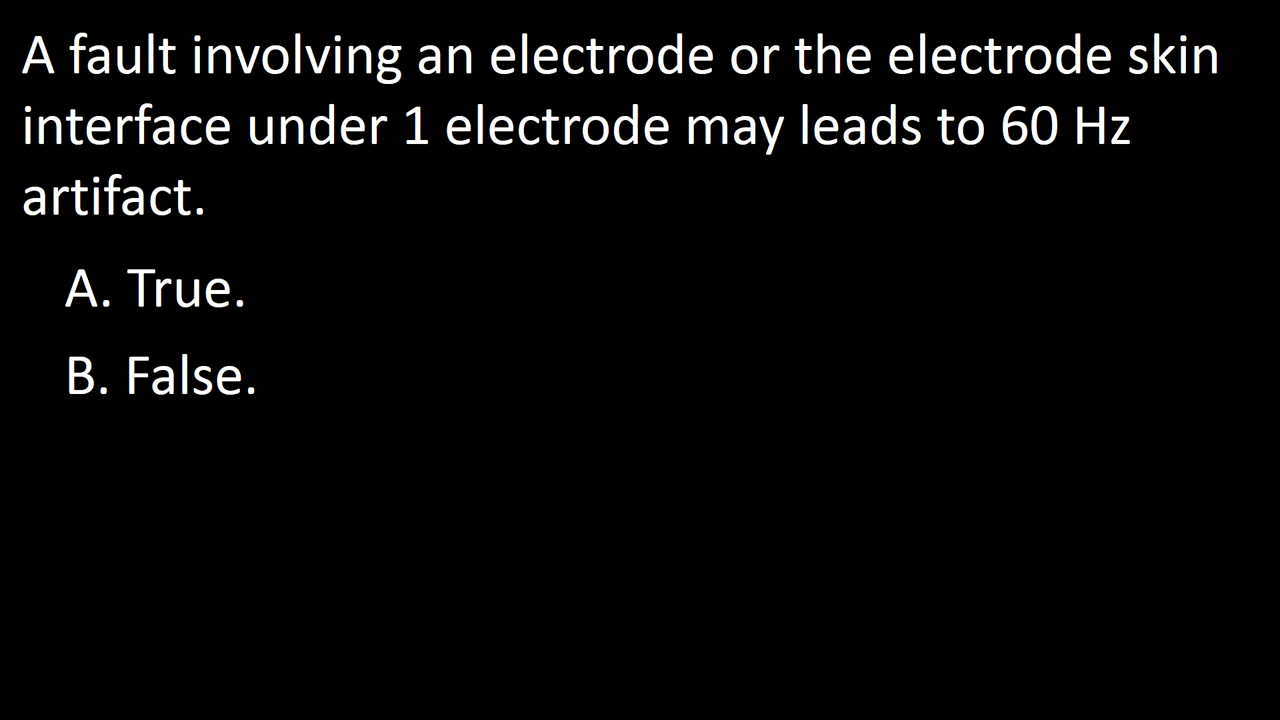 A fault involving an electrode or the electrode skin
interface under 1 electrode may leads to 60 Hz
artifact.
A. True.
B. False.